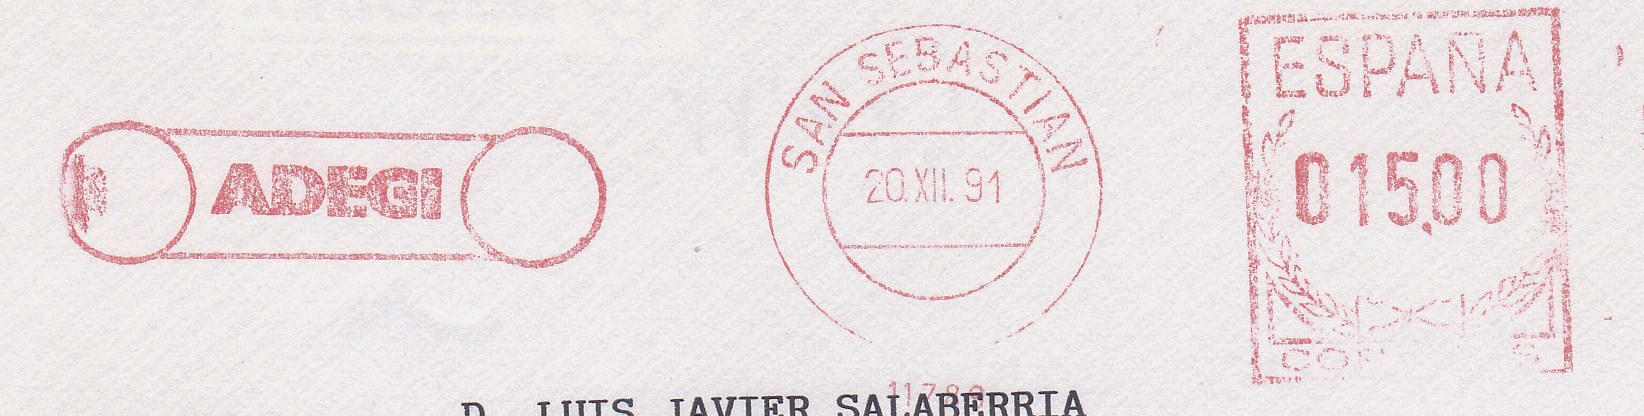 ADEGI
SAN SEBASTIAN
20.XII.91
ESPAÑA
015,00
D. LUIS JAVIER SALABERRIA